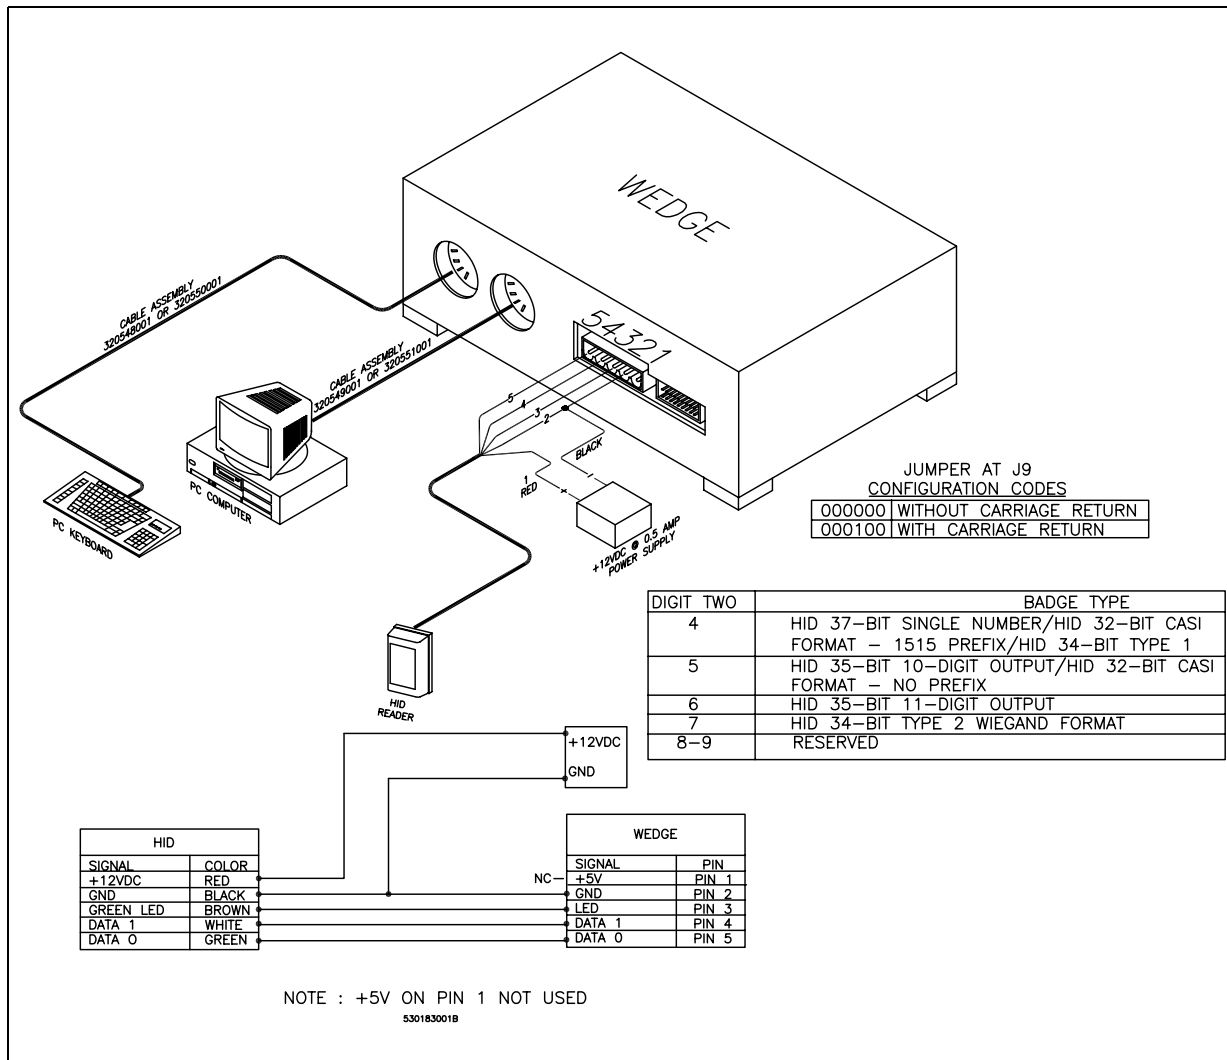 WEDGE
54321
CABLE ASSEMBLY
320548001 OR 320550001
CABLE ASSEMBLY
320549001 OR 320551001
5
4
3
2
BLACK
1
RED
-
+
+12VDC @ 0.5 AMP
POWER SUPPLY
PC COMPUTER
PC KEYBOARD
HID
READER
JUMPER AT J9
CONFIGURATION CODES
000000 WITHOUT CARRIAGE RETURN
000100 WITH CARRIAGE RETURN
DIGIT TWO BADGE TYPE
4 HID 37-BIT SINGLE NUMBER/HID 32-BIT CASI
FORMAT - 1515 PREFIX/HID 34-BIT TYPE 1
5 HID 35-BIT 10-DIGIT OUTPUT/HID 32-BIT CASI
FORMAT - NO PREFIX
6 HID 35-BIT 11-DIGIT OUTPUT
7 HID 34-BIT TYPE 2 WIEGAND FORMAT
8-9 RESERVED
+12VDC
GND
HID
SIGNAL COLOR
+12VDC RED
GND BLACK
GREEN LED BROWN
DATA 1 WHITE
DATA 0 GREEN
WEDGE
SIGNAL PIN
NC +5V PIN 1
GND PIN 2
LED PIN 3
DATA 1 PIN 4
DATA 0 PIN 5
NOTE : +5V ON PIN 1 NOT USED
530183001B